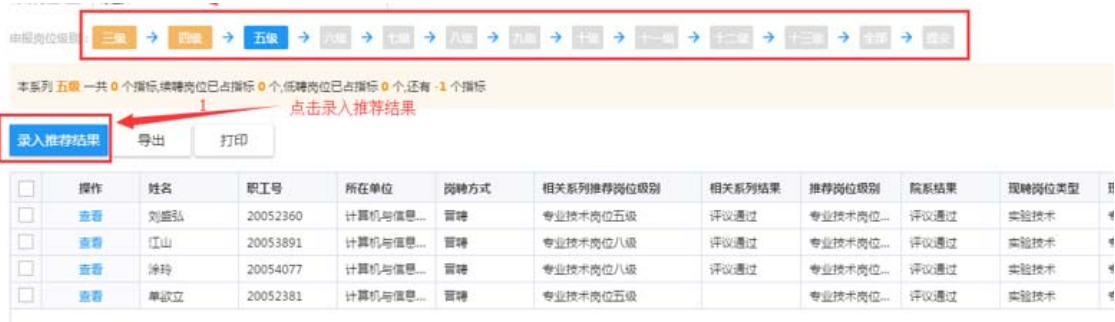 申报岗位级别: 三级 → 四级 → 五级 → 六级 → 七级 → 八级 → 九级 → 十级 → 十一级 → 十二级 → 十三级 → 全部 → 提交
本系列 五级 一共 0 个指标,续聘岗位已占指标 0 个,低聘岗位已占指标 0 个,还有 -1 个指标
1 点击录入推荐结果
录入推荐结果 导出 打印
操作 姓名 职工号 所在单位 岗聘方式 相关系列推荐岗位级别 相关系列结果 推荐岗位级别 院系结果 现聘岗位类型
查看 刘盛弘 20052360 计算机与信息... 晋聘 专业技术岗位五级 评议通过 专业技术岗位... 评议通过 实验技术
查看 江山 20053891 计算机与信息... 晋聘 专业技术岗位八级 评议通过 专业技术岗位... 评议通过 实验技术
查看 涂玲 20054077 计算机与信息... 晋聘 专业技术岗位八级 评议通过 专业技术岗位... 评议通过 实验技术
查看 单欲立 20052381 计算机与信息... 晋聘 专业技术岗位五级 专业技术岗位... 评议通过 实验技术